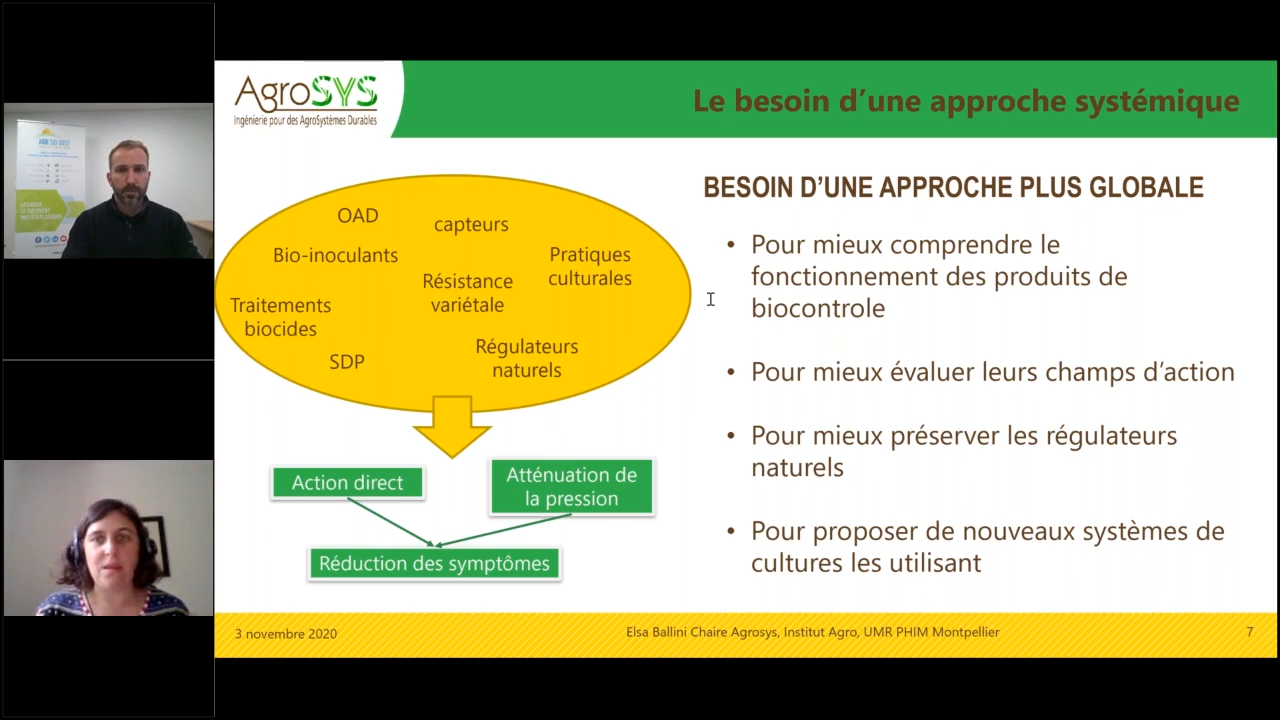 AgroSYS
Ingénierie pour des AgroSystèmes Durables
Le besoin d'une approche systémique
OAD
capteurs
Bio-inoculants
Pratiques
culturales
Résistance
variétale
Traitements
biocides
SDP
Régulateurs
naturels
Action direct
Atténuation de
la pression
Réduction des symptômes
BESOIN D'UNE APPROCHE PLUS GLOBALE
• Pour mieux comprendre le
fonctionnement des produits de
biocontrole
• Pour mieux évaluer leurs champs d'action
• Pour mieux préserver les régulateurs
naturels
• Pour proposer de nouveaux systèmes de
cultures les utilisant
3 novembre 2020
Elsa Ballini Chaire Agrosys, Institut Agro, UMR PHIM Montpellier
7